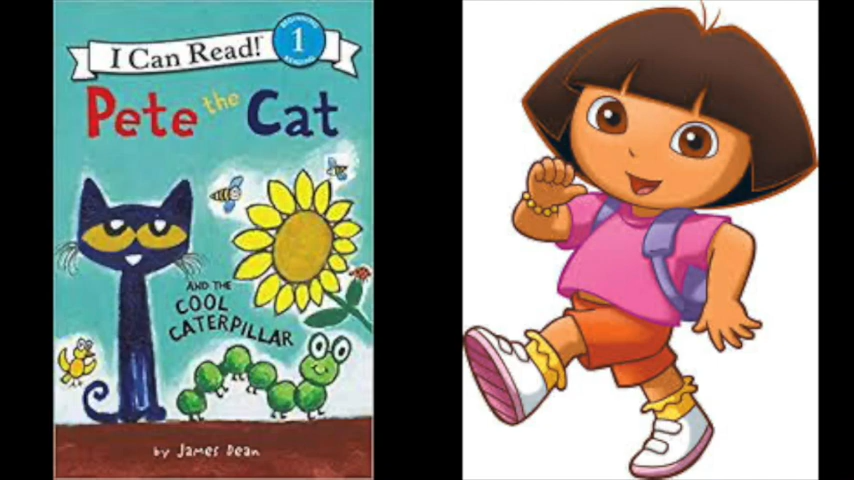 BEGINNING
I Can Read!
1
READING
Pete the Cat
AND THE
COOL
CATERPILLAR
by James Dean